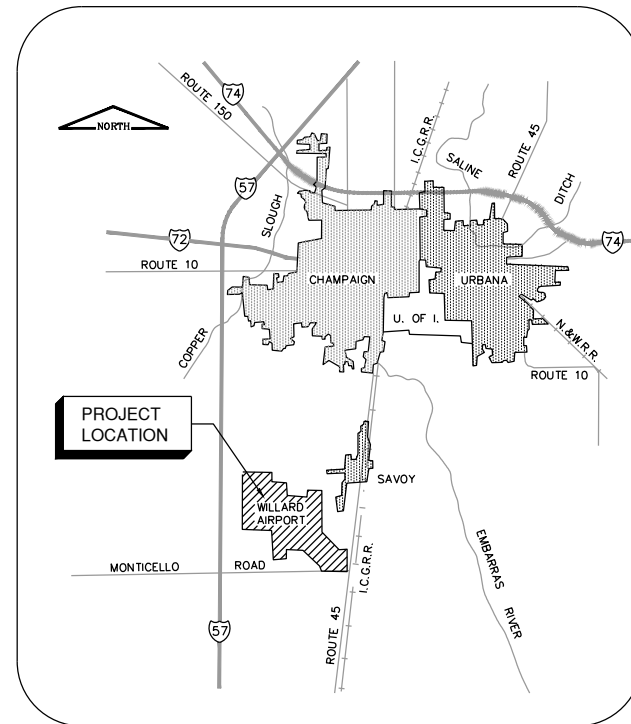 74
ROUTE 150
I.C.G.R.R.
NORTH
57
SLOUGH
SALINE
ROUTE 45
DITCH
72
74
ROUTE 10
CHAMPAIGN
URBANA
U. OF I.
COPPER
N.&W.R.R.
ROUTE 10
PROJECT
LOCATION
SAVOY
WILLARD
AIRPORT
EMBARRAS
RIVER
MONTICELLO ROAD
I.C.G.R.R.
57
ROUTE 45